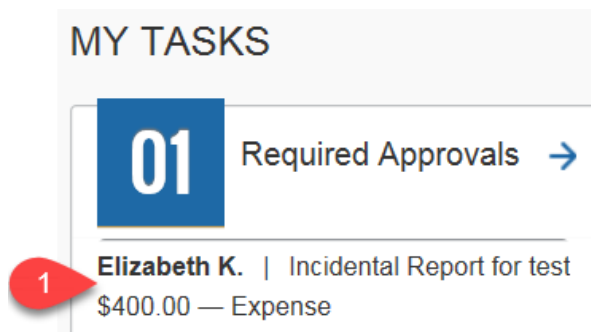 MY TASKS
01 Required Approvals
Elizabeth K. | Incidental Report for test
1
$400.00 — Expense